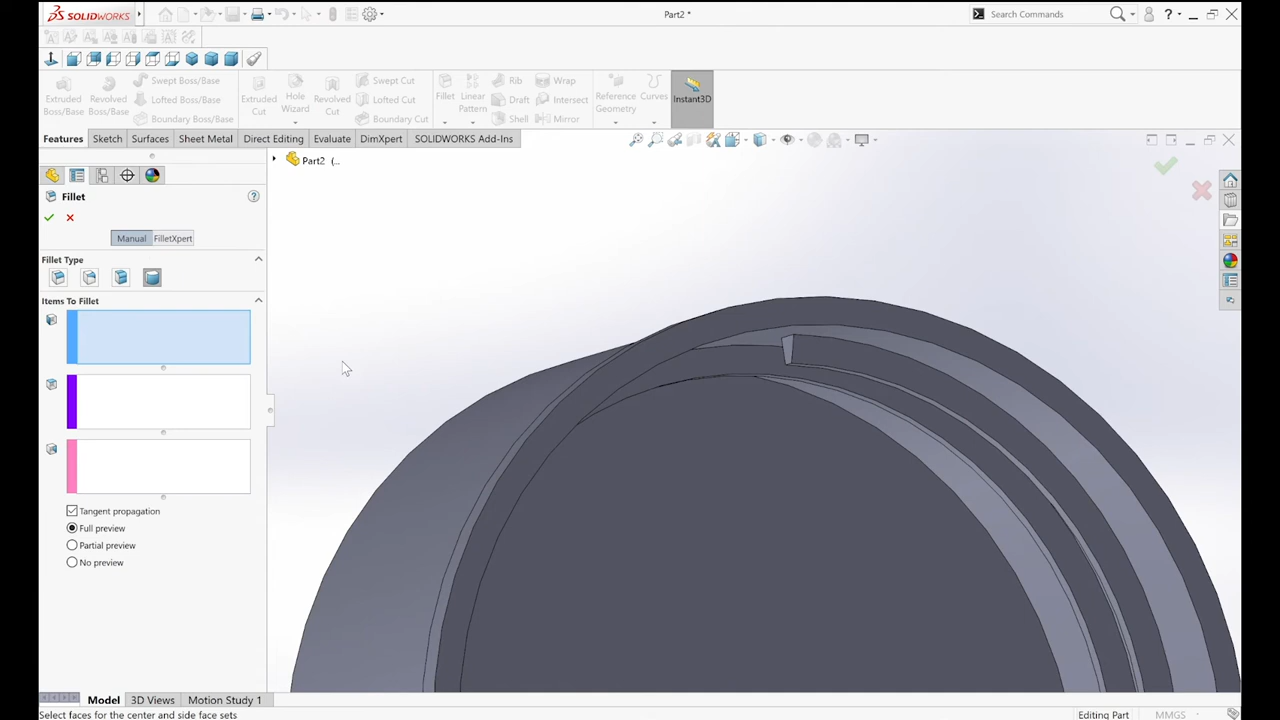 SOLIDWORKS Part2 * Search Commands ?
Swept Boss/Base Swept Cut Rib Wrap
Extruded Boss/Base Revolved Boss/Base Lofted Boss/Base Extruded Cut Hole Wizard Revolved Cut Lofted Cut Fillet Linear Pattern Draft Intersect Reference Geometry Curves Instant3D
Boundary Boss/Base Boundary Cut Shell Mirror
Features Sketch Surfaces Sheet Metal Direct Editing Evaluate DimXpert SOLIDWORKS Add-Ins
Part2 (..
Fillet ?
Manual FilletXpert
Fillet Type
Items To Fillet
Tangent propagation
Full preview
Partial preview
No preview
Model 3D Views Motion Study 1
Select faces for the center and side face sets Editing Part MMGS